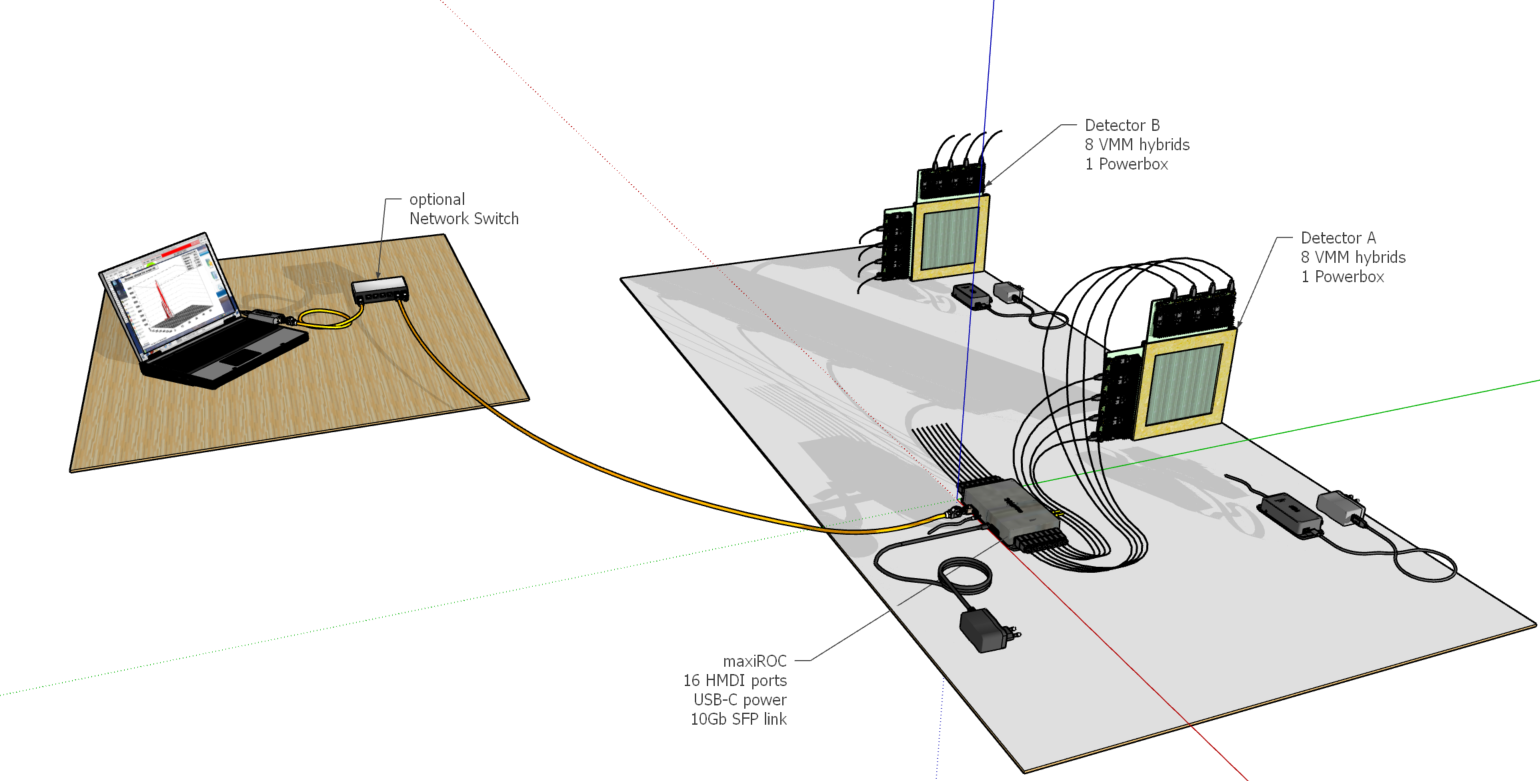 Detector B
8 VMM hybrids
1 Powerbox
optional
Network Switch
Detector A
8 VMM hybrids
1 Powerbox
maxiROC
16 HMDI ports
USB-C power
10Gb SFP link